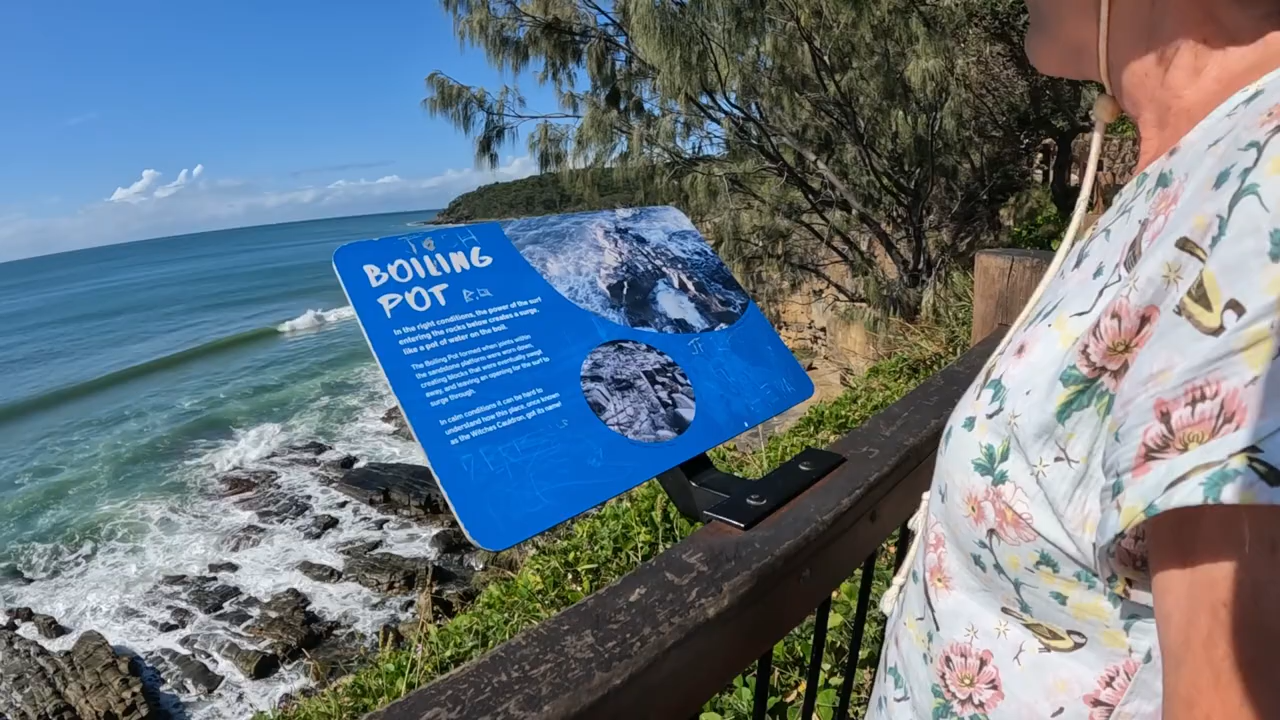 BOILING
POT
In the right conditions, the power of the surf
entering the rocks below creates a surge,
like a pot of water on the boil.
The Boiling Pot formed when joints within
the sandstone platform were worn down,
creating blocks that were eventually swept
away, and leaving an opening for the surf to
surge through.
In calm conditions it can be hard to
understand how this place, once known
as the Witches Cauldron, got its name!
JF